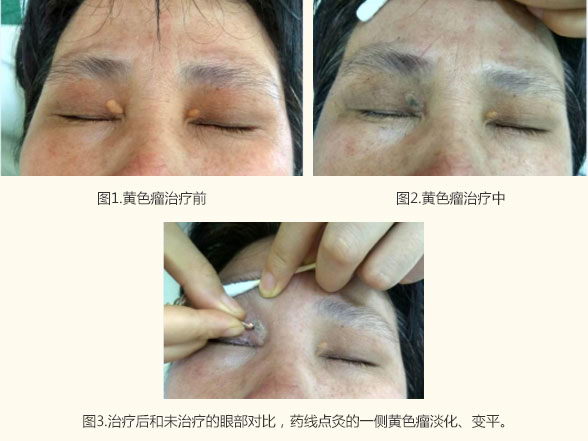 图1.黄色瘤治疗前
图2.黄色瘤治疗中
图3.治疗后和未治疗的眼部对比，药线点灸的一侧黄色瘤淡化、变平。